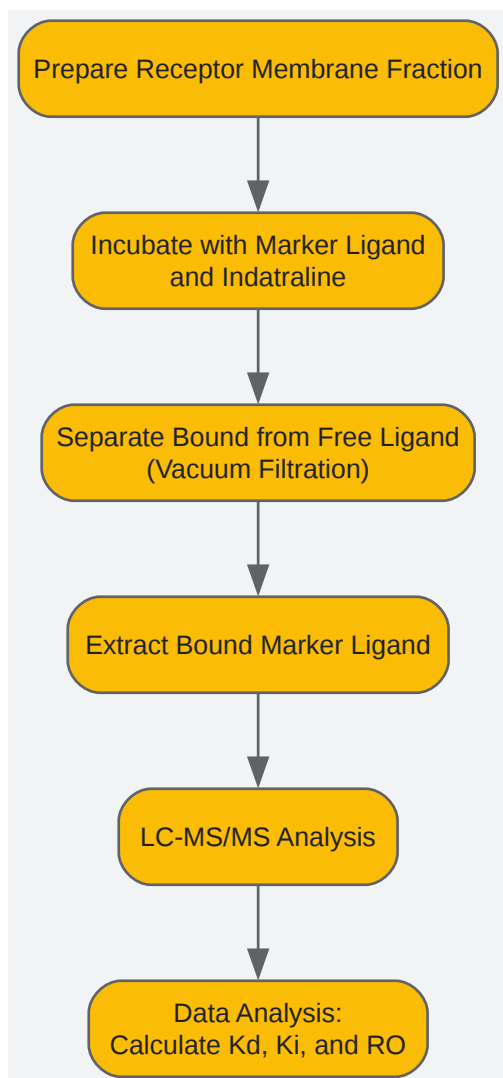 Prepare Receptor Membrane Fraction
Incubate with Marker Ligand
and Indatraline
Separate Bound from Free Ligand
(Vacuum Filtration)
Extract Bound Marker Ligand
LC-MS/MS Analysis
Data Analysis:
Calculate Kd, Ki, and RO